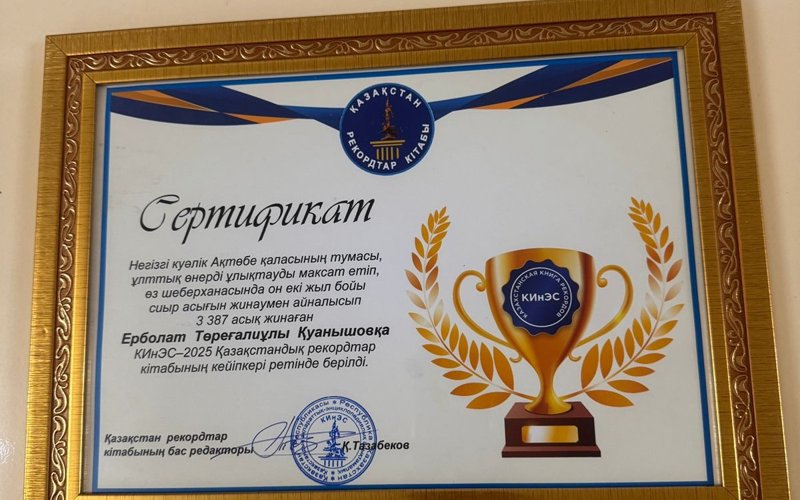 ҚАЗАҚСТАН
РЕКОРДТАР КІТАБЫ
Сертификат
Негізгі куәлік Ақтөбе қаласының тумасы,
ұлттық өнерді ұлықтауды мақсат етіп,
өз шеберханасында он екі жыл бойы
сиыр асығын жинаумен айналысып
3 387 асық жинаған
Ерболат Төреғалиұлы Қуанышовқа
КИнЭС–2025 Қазақстандық рекордтар
кітабының кейіпкері ретінде берілді.
КАЗАХСТАНСКАЯ КНИГА РЕКОРДОВ
КИнЭС
Қазақстан рекордтар
кітабының бас редакторы
Қ.Тазабеков
КИнЭС